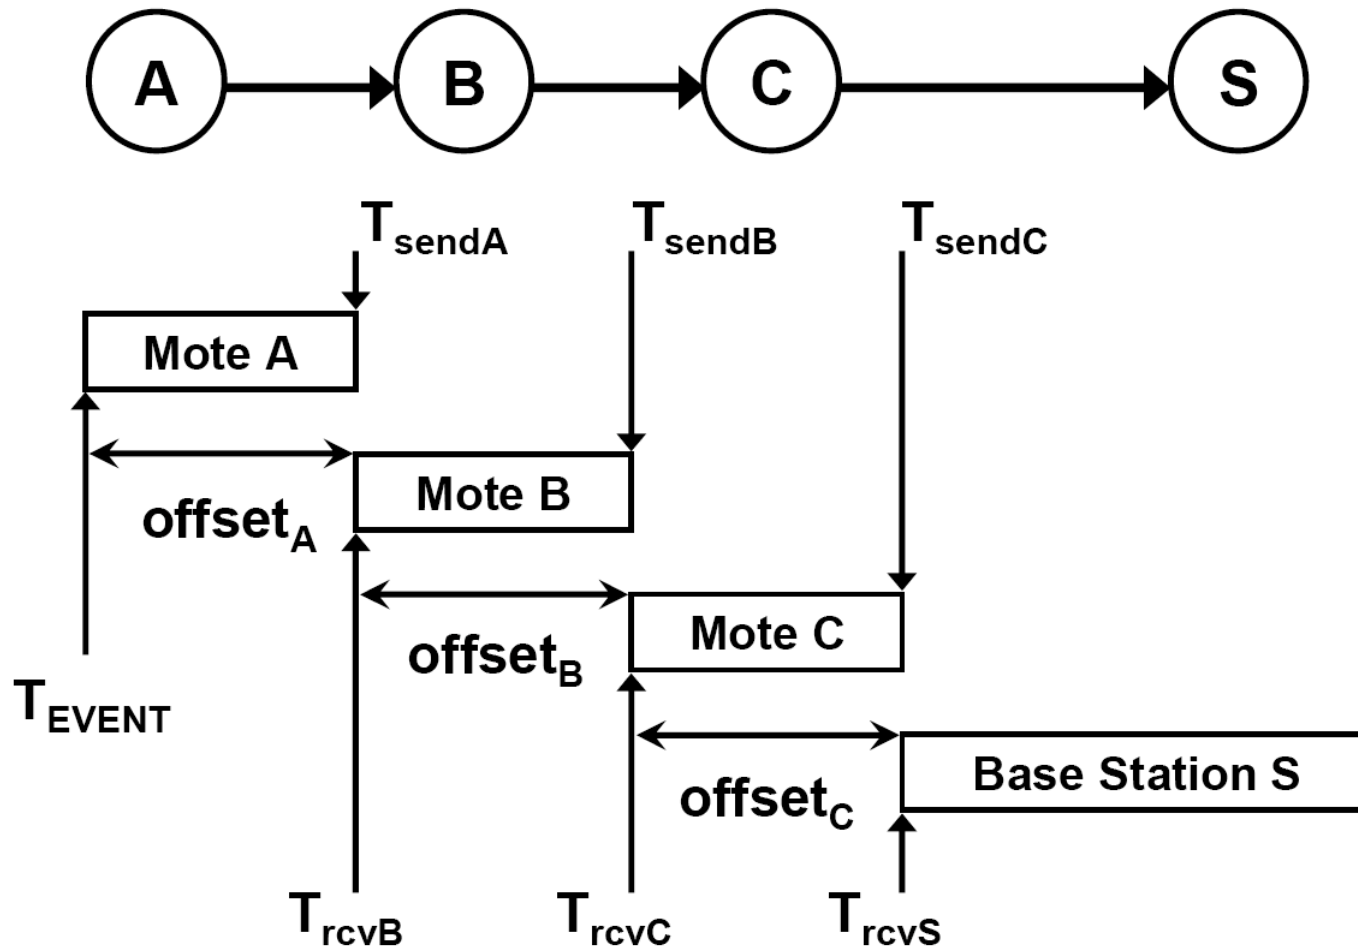 A B C S
TsendA TsendB TsendC
Mote A
Mote B
offsetA
Mote C
offsetB
TEVENT
Base Station S
offsetC
TrcvB TrcvC TrcvS